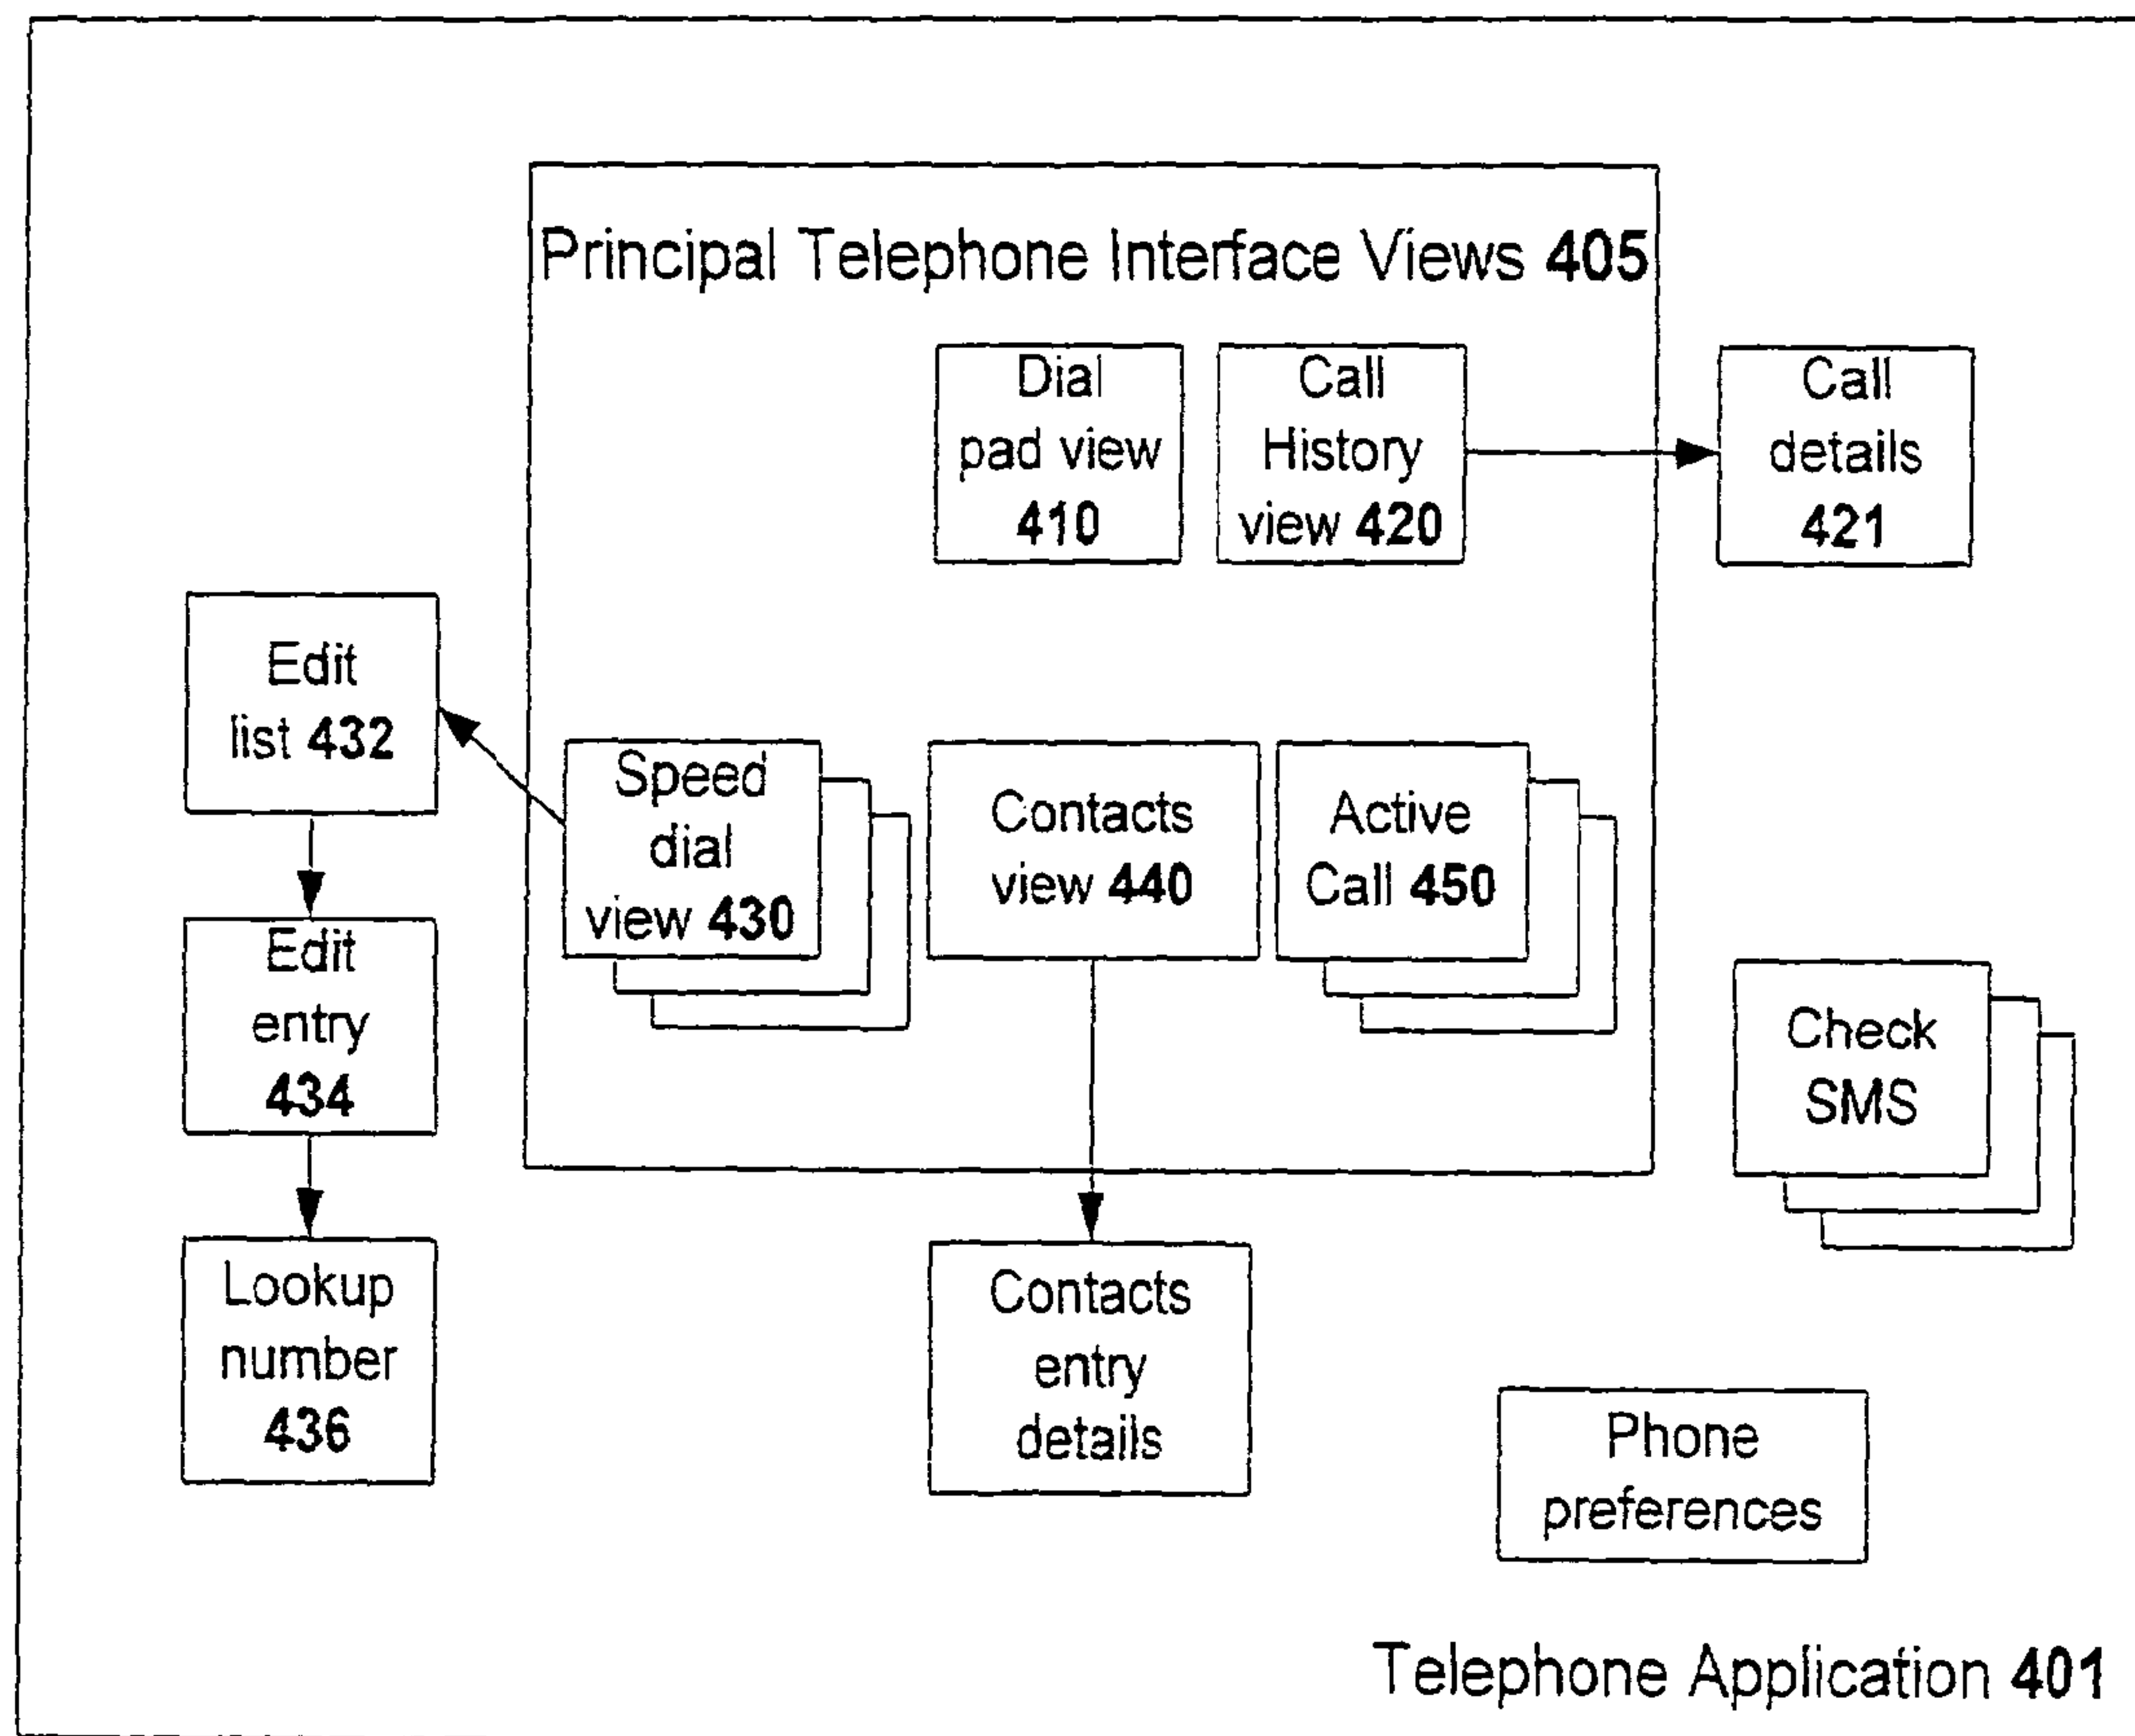 Principal Telephone Interface Views 405
Dial
pad view
410
Call
History
view 420
Call
details
421
Edit
list 432
Speed
dial
view 430
Contacts
view 440
Active
Call 450
Edit
entry
434
Check
SMS
Lookup
number
436
Contacts
entry
details
Phone
preferences
Telephone Application 401